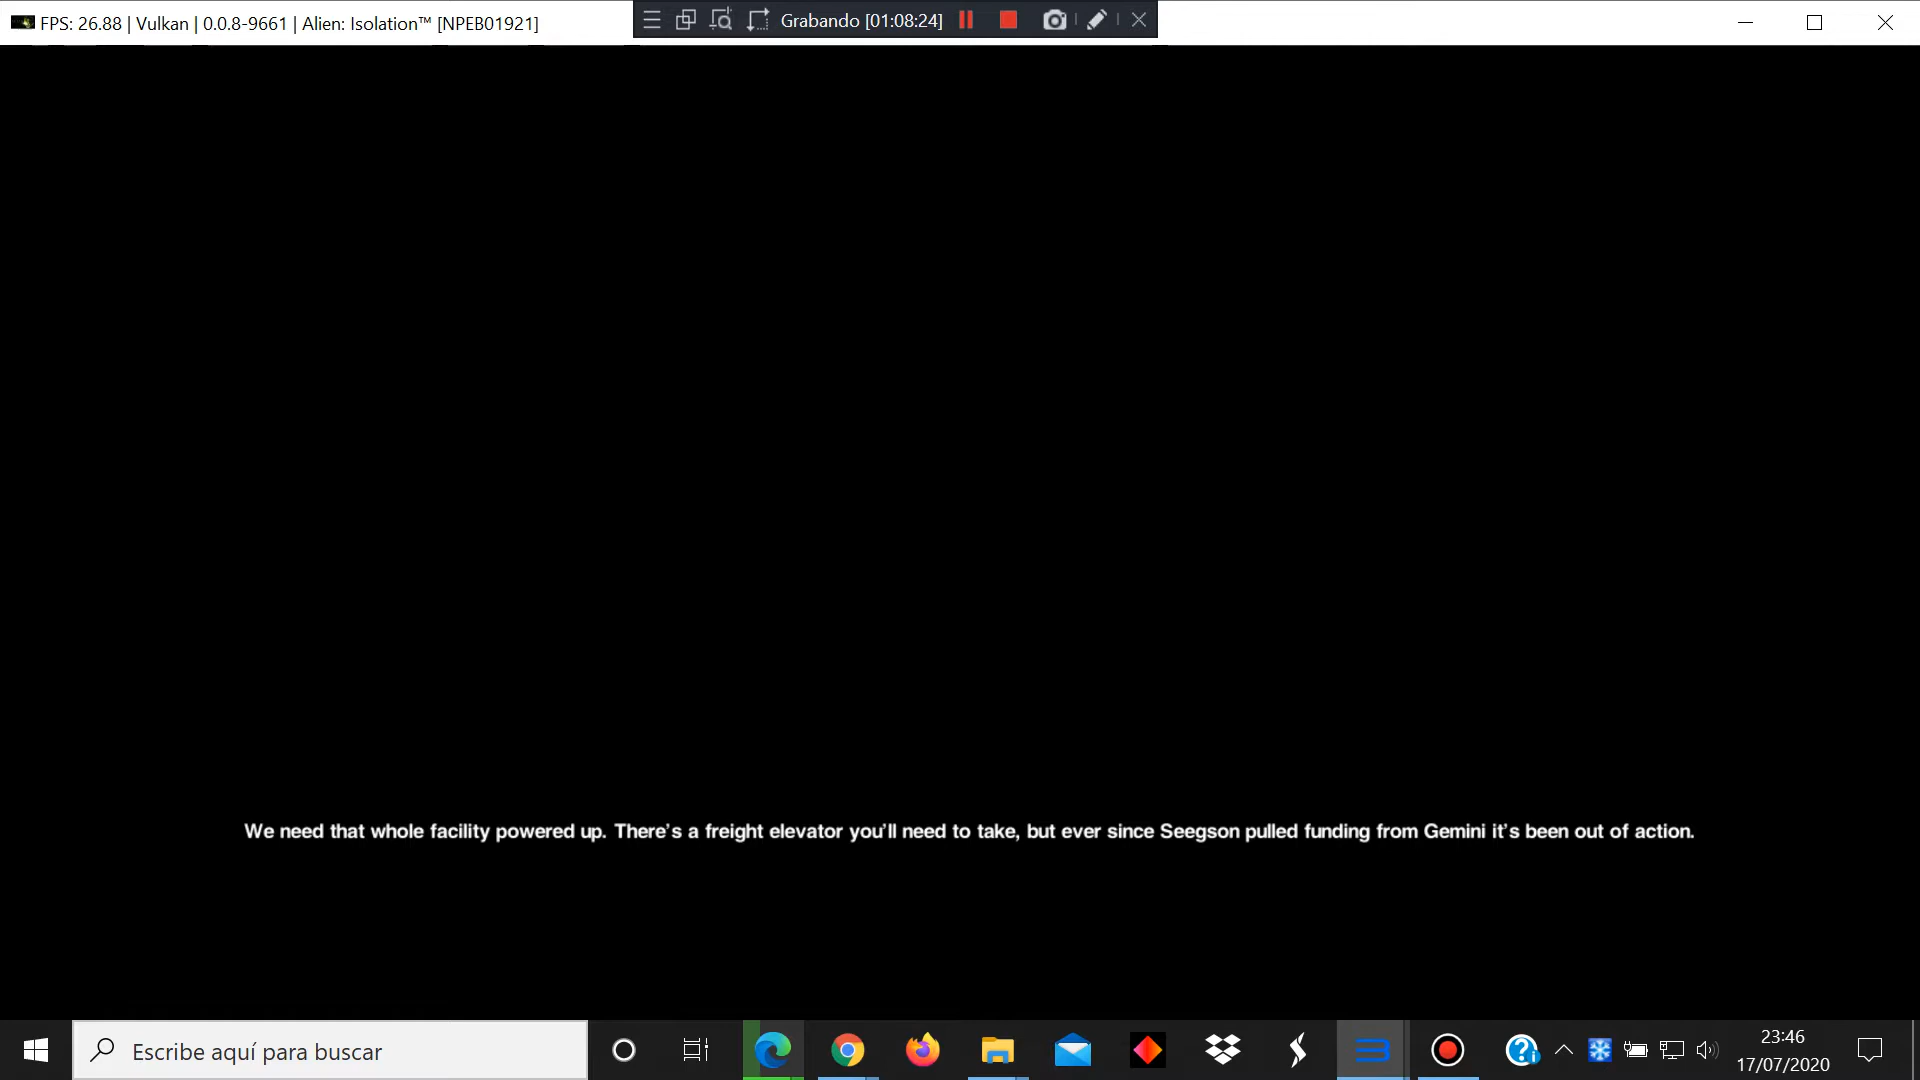 FPS: 26.88 | Vulkan | 0.0.8-9661 | Alien: Isolation™ [NPEB01921]
Grabando [01:08:24]
We need that whole facility powered up. There's a freight elevator you'll need to take, but ever since Seegson pulled funding from Gemini it's been out of action.
Escribe aquí para buscar
23:46
17/07/2020